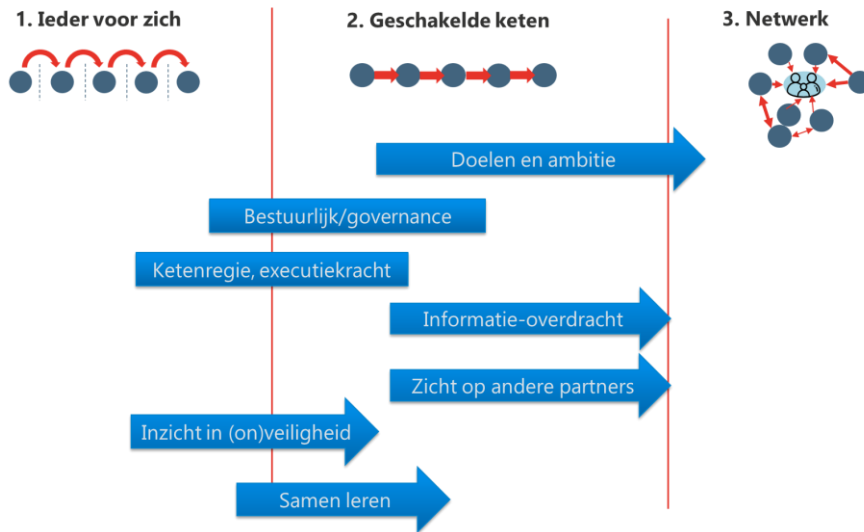 1. Ieder voor zich
2. Geschakelde keten
3. Netwerk
Doelen en ambitie
Bestuurlijk/governance
Ketenregie, executiekracht
Informatie-overdracht
Zicht op andere partners
Inzicht in (on)veiligheid
Samen leren